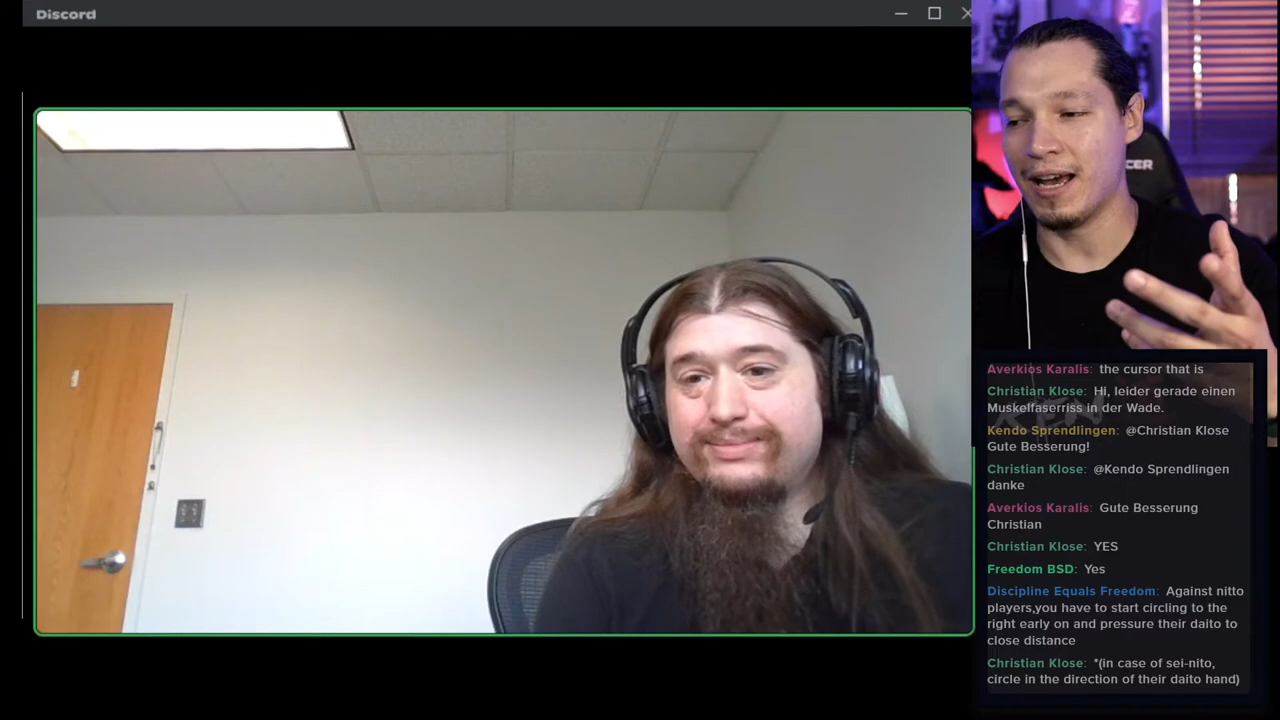 Discord
CER
Averkios Karalis: the cursor that is
Christian Klose: Hi, leider gerade einen
Muskelfaserriss in der Wade.
Kendo Sprendlingen: @Christian Klose
Gute Besserung!
Christian Klose: @Kendo Sprendlingen
danke
Averkios Karalis: Gute Besserung
Christian
Christian Klose: YES
Freedom BSD: Yes
Discipline Equals Freedom: Against nitto
players,you have to start circling to the
right early on and pressure their daito to
close distance
Christian Klose: *(in case of sei-nito,
circle in the direction of their daito hand)